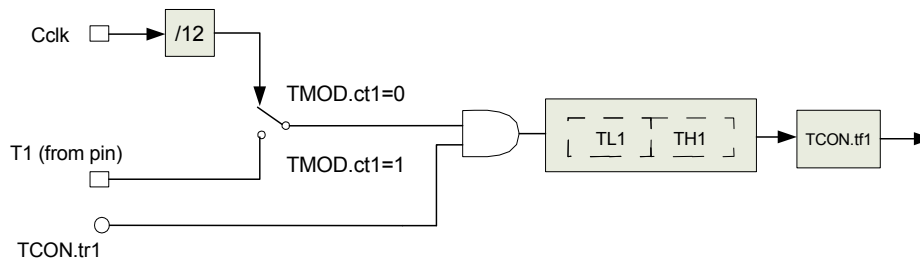 Cclk
/12
TMOD.ct1=0
T1 (from pin)
TMOD.ct1=1
TL1
TH1
TCON.tf1
TCON.tr1